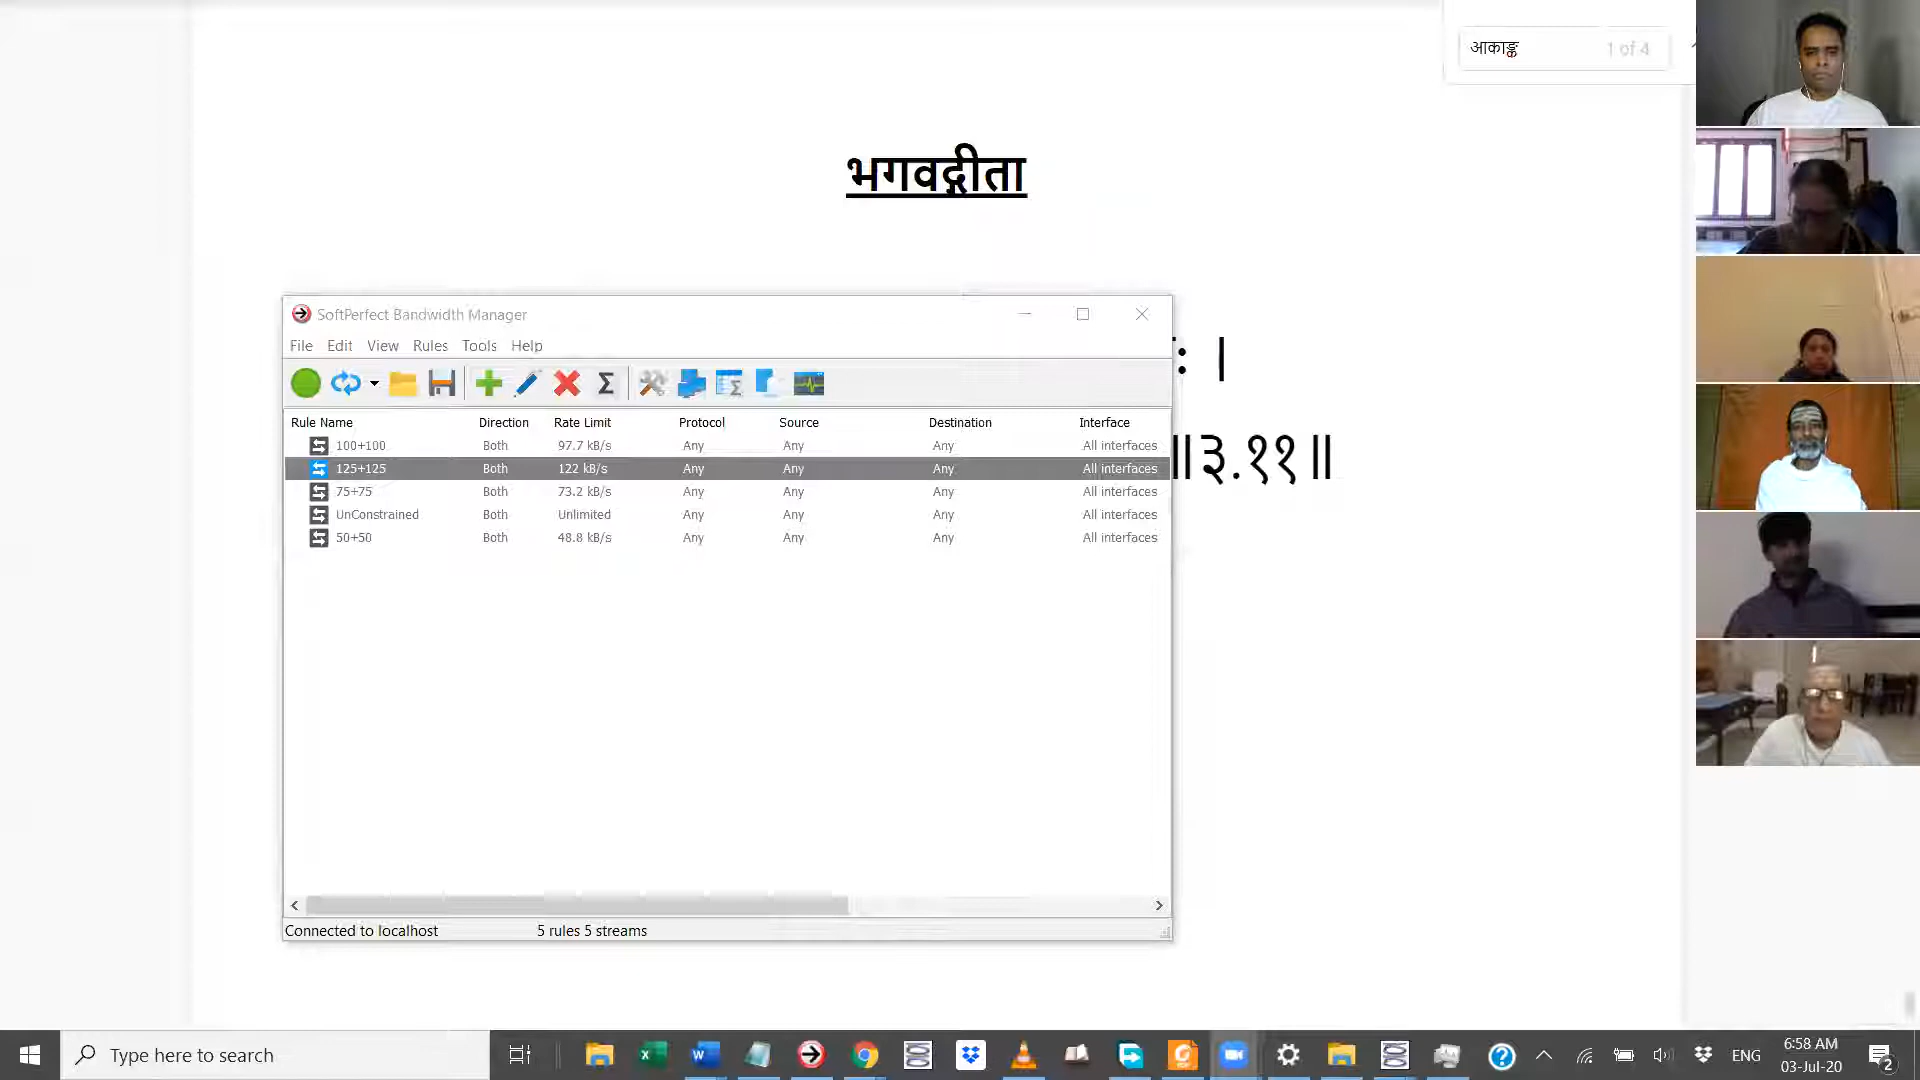 आकाङ्क
1 of 4
भगवद्गीता
: |
॥३.११॥
SoftPerfect Bandwidth Manager
File Edit View Rules Tools Help
Rule Name Direction Rate Limit Protocol Source Destination Interface
100+100 Both 97.7 kB/s Any Any Any All interfaces
125+125 Both 122 kB/s Any Any Any All interfaces
75+75 Both 73.2 kB/s Any Any Any All interfaces
UnConstrained Both Unlimited Any Any Any All interfaces
50+50 Both 48.8 kB/s Any Any Any All interfaces
Connected to localhost 5 rules 5 streams
Type here to search
ENG
6:58 AM
03-Jul-20
2